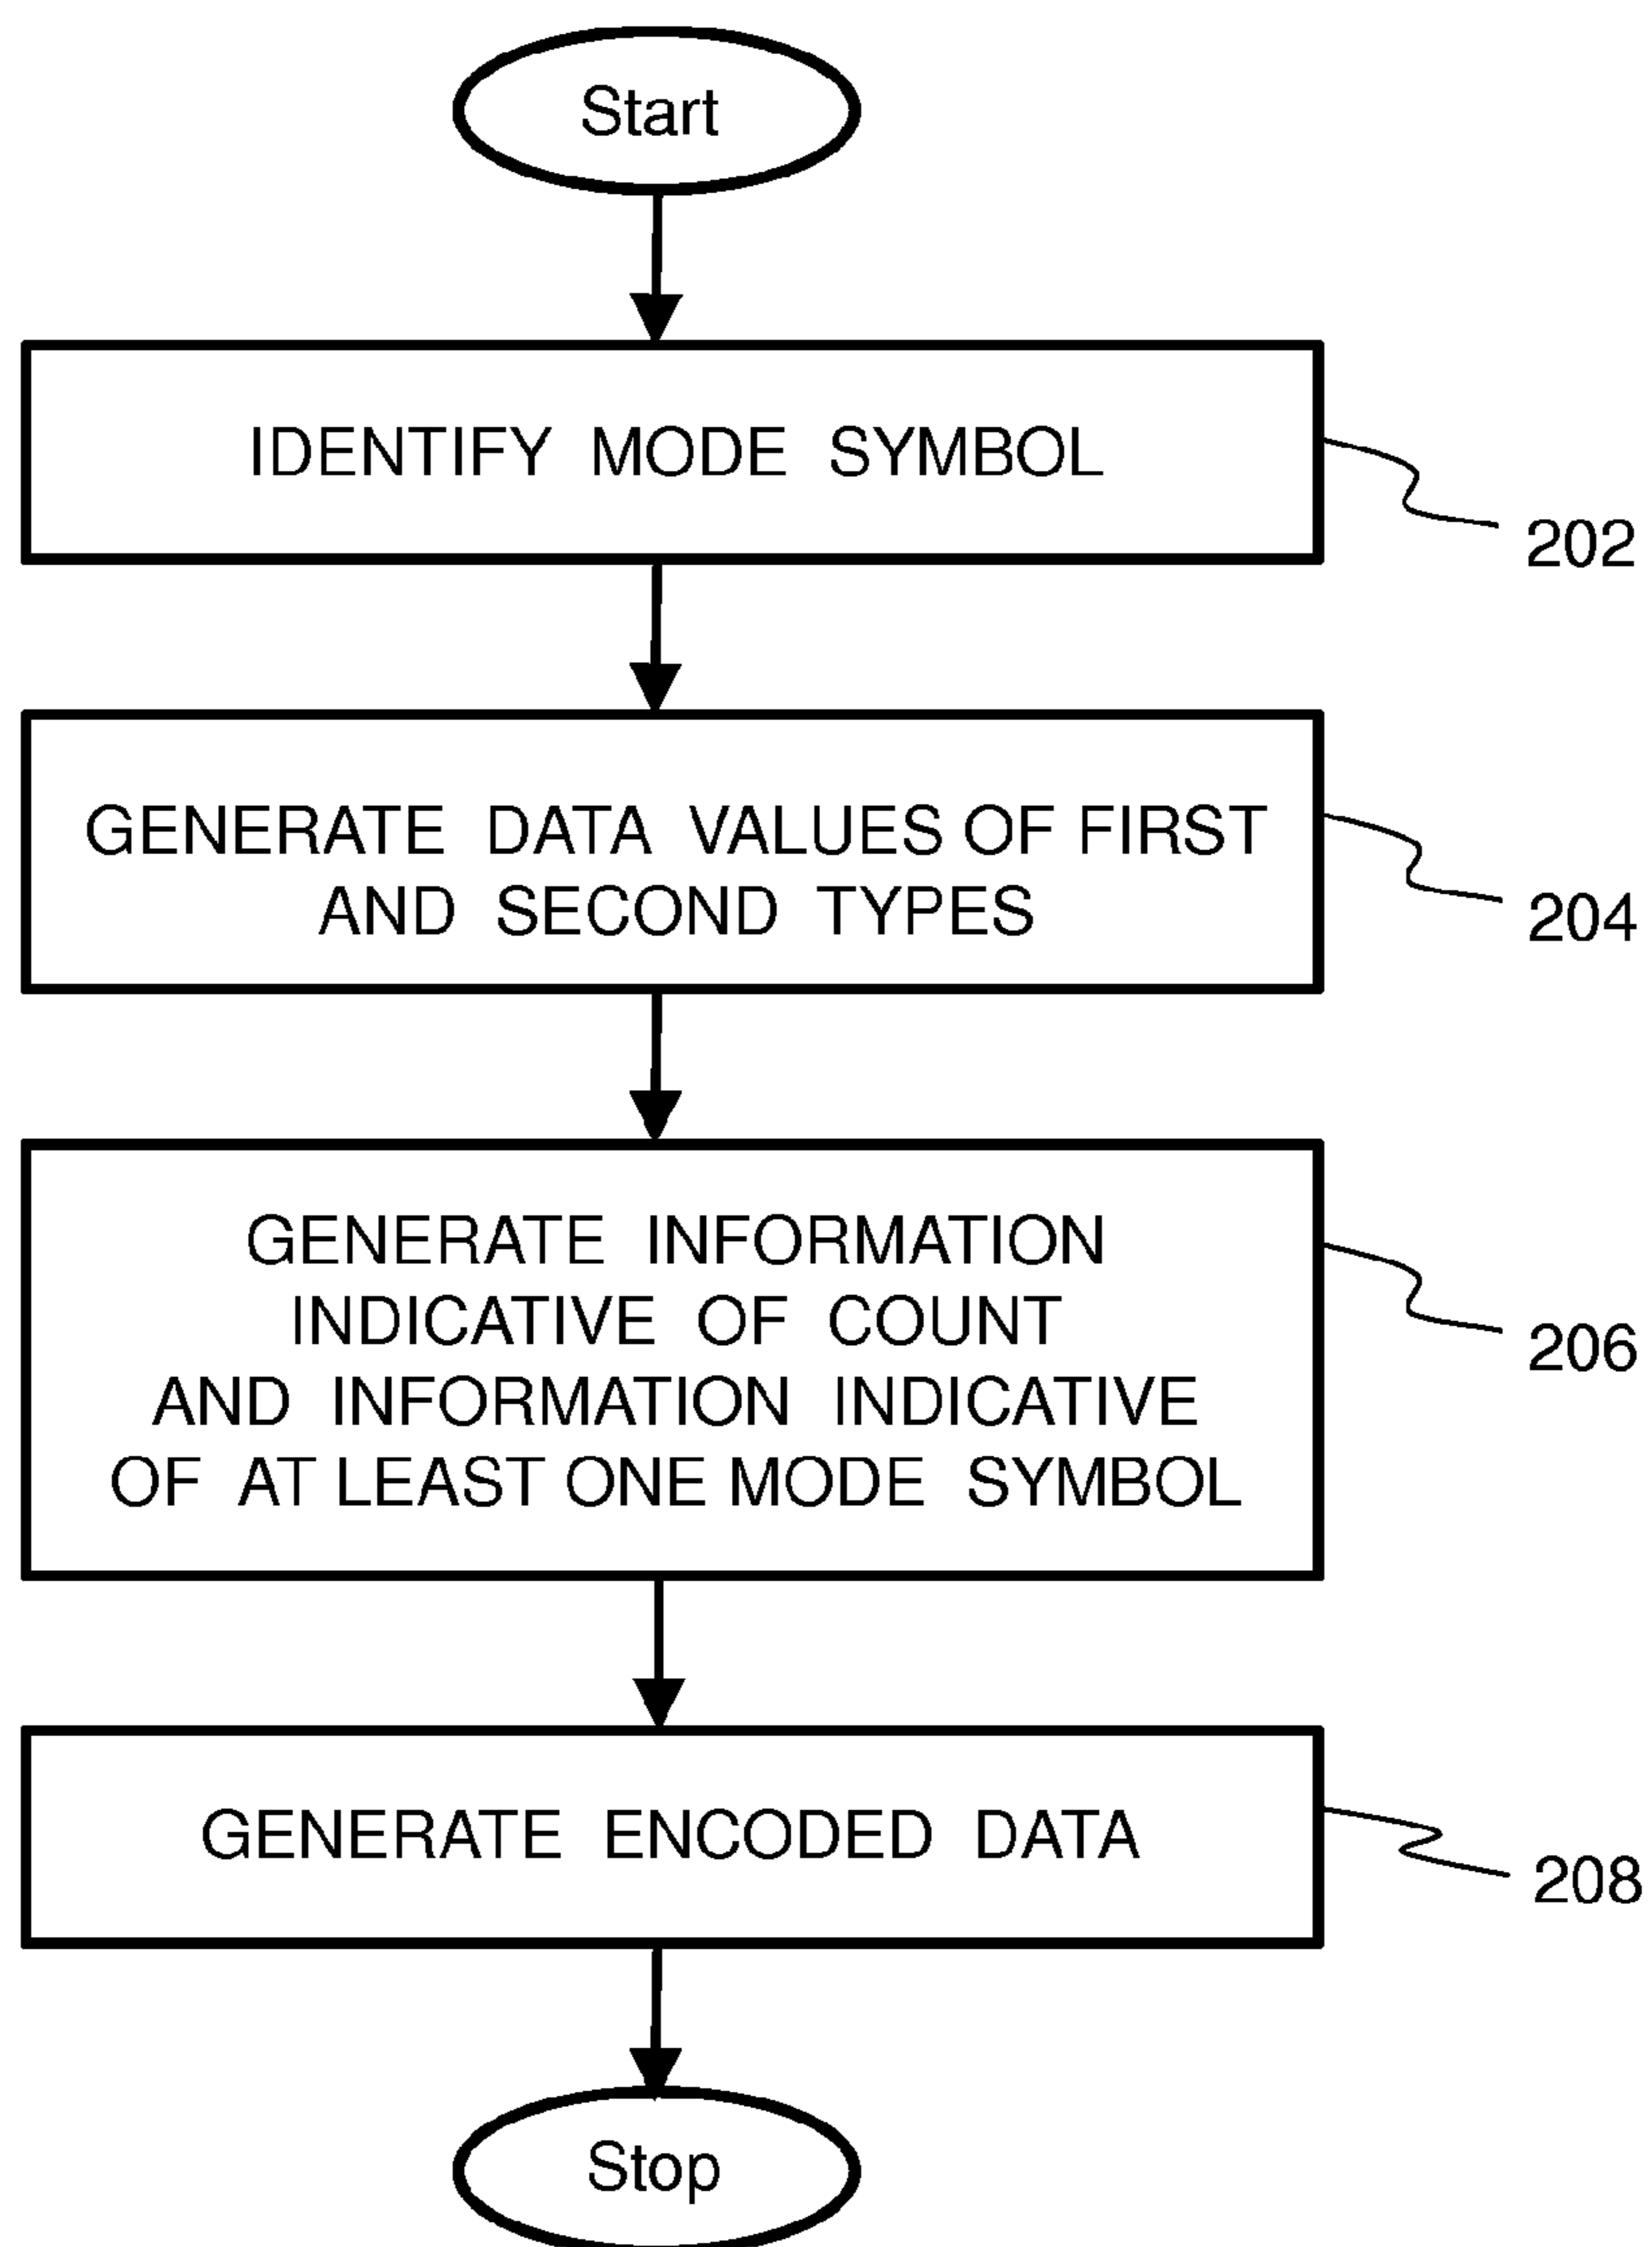 Start
IDENTIFY MODE SYMBOL
202
GENERATE DATA VALUES OF FIRST
AND SECOND TYPES
204
GENERATE INFORMATION
INDICATIVE OF COUNT
AND INFORMATION INDICATIVE
OF AT LEAST ONE MODE SYMBOL
206
GENERATE ENCODED DATA
208
Stop